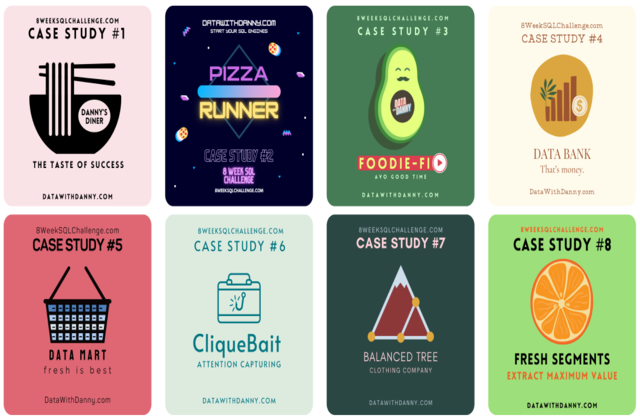 8WEEKSQLCHALLENGE.COM
CASE STUDY #1
DANNY'S
DINER
THE TASTE OF SUCCESS
DATAWITHDANNY.COM
DATAWITHDANNY.COM
START YOUR SQL ENGINES
PIZZA
RUNNER
CASE STUDY #2
8 WEEK SQL
CHALLENGE
8WEEKSQLCHALLENGE.COM
8WEEKSQLCHALLENGE.COM
CASE STUDY #3
DATA
WITH
DANNY
FOODIE-FI
AVO GOOD TIME
DATAWITHDANNY.COM
8WeekSQLChallenge.com
CASE STUDY #4
$
DATA BANK
That's money.
DataWithDanny.com
8WeekSQLChallenge.com
CASE STUDY #5
DATA MART
fresh is best
DataWithDanny.com
8WEEKSQLCHALLENGE.COM
CASE STUDY #6
CliqueBait
ATTENTION CAPTURING
DATAWITHDANNY.COM
8WEEKSQLCHALLENGE.COM
CASE STUDY #7
BALANCED TREE
CLOTHING COMPANY
DATAWITHDANNY.COM
8WEEKSQLCHALLENGE.COM
CASE STUDY #8
FRESH SEGMENTS
EXTRACT MAXIMUM VALUE
DATAWITHDANNY.COM